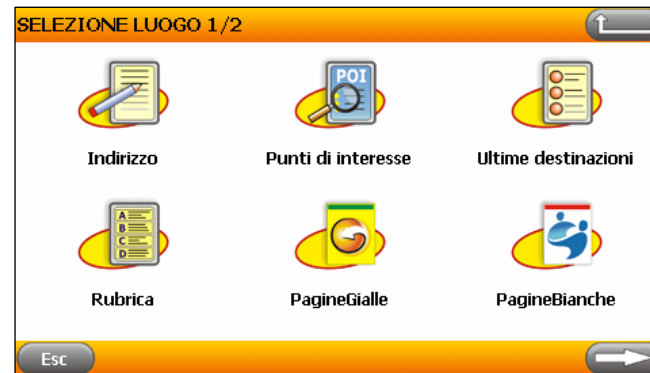 SELEZIONE LUOGO 1/2
POI
Indirizzo
Punti di interesse
Ultime destinazioni
A
B
C
D
Rubrica
PagineGialle
PagineBianche
Esc